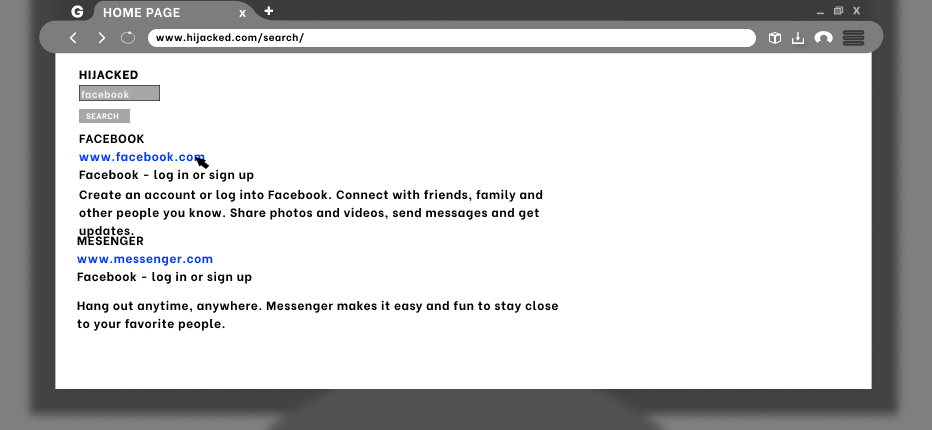 G HOME PAGE x +
www.hijacked.com/search/
HIJACKED
facebook
SEARCH
FACEBOOK
www.facebook.com
Facebook - log in or sign up
Create an account or log into Facebook. Connect with friends, family and
other people you know. Share photos and videos, send messages and get
updates.
MESENGER
www.messenger.com
Facebook - log in or sign up
Hang out anytime, anywhere. Messenger makes it easy and fun to stay close
to your favorite people.